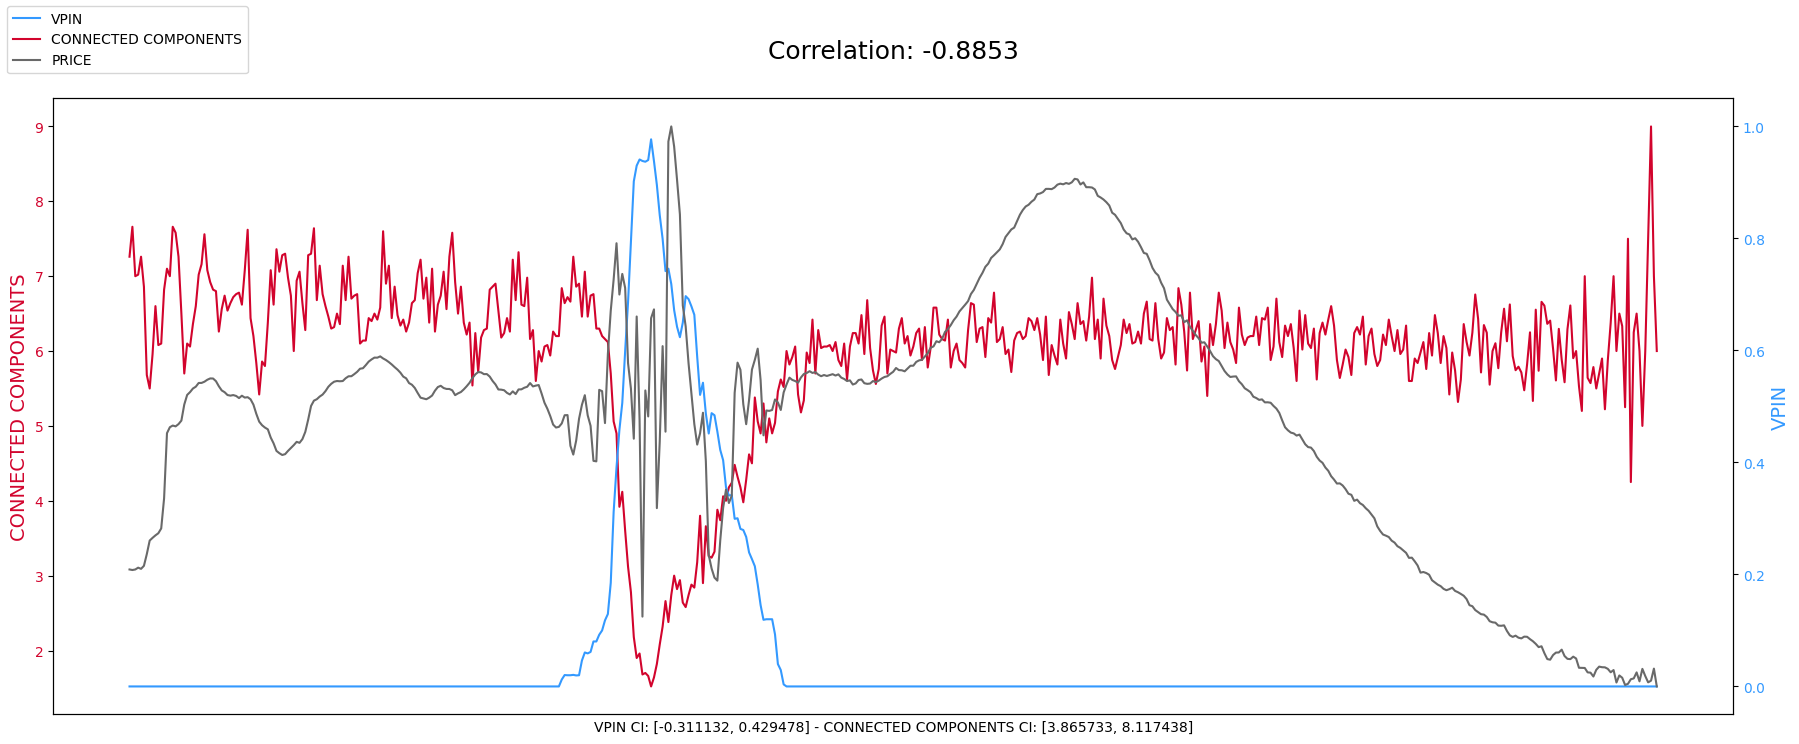 VPIN
CONNECTED COMPONENTS
PRICE
Correlation: -0.8853
CONNECTED COMPONENTS
9
8
7
6
5
4
3
2
1.0
0.8
0.6
0.4
0.2
0.0
VPIN
VPIN CI: [-0.311132, 0.429478] - CONNECTED COMPONENTS CI: [3.865733, 8.117438]